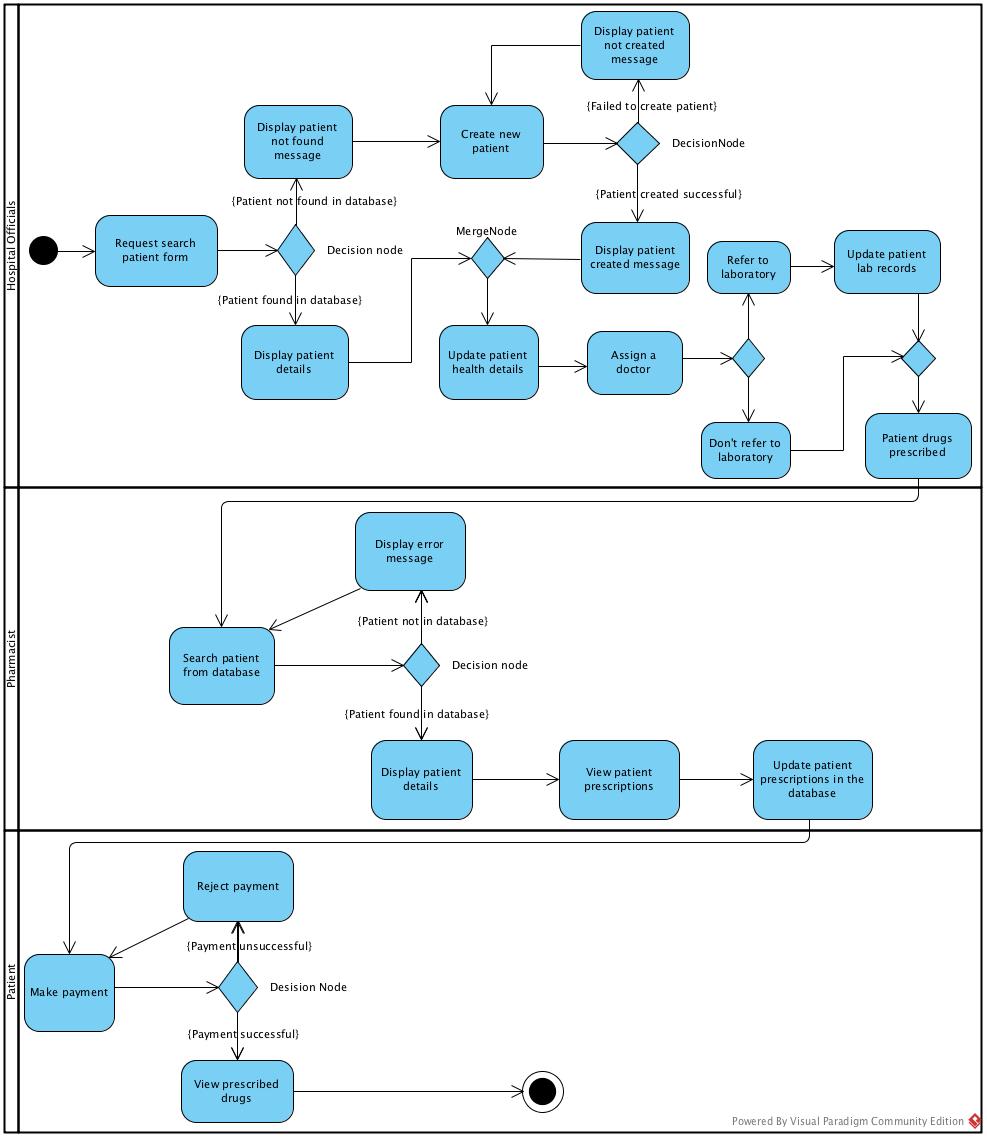 Hospital Officials
Display patient
not created
message
{Failed to create patient}
Display patient
not found
message
Create new
patient
DecisionNode
{Patient not found in database}
{Patient created successful}
Request search
patient form
Decision node
MergeNode
Display patient
created message
Refer to
laboratory
Update patient
lab records
{Patient found in database}
Display patient
details
Update patient
health details
Assign a
doctor
Don't refer to
laboratory
Patient drugs
prescribed
Pharmacist
Display error
message
{Patient not in database}
Search patient
from database
Decision node
{Patient found in database}
Display patient
details
View patient
prescriptions
Update patient
prescriptions in the
database
Patient
Reject payment
{Payment unsuccessful}
Make payment
Desision Node
{Payment successful}
View prescribed
drugs
Powered By Visual Paradigm Community Edition